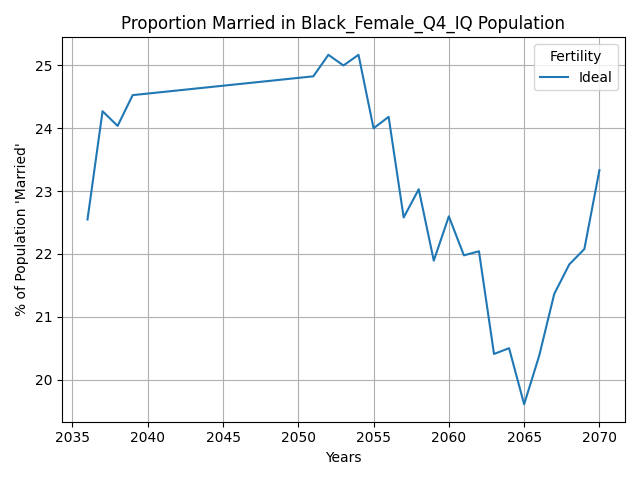 Proportion Married in Black_Female_Q4_IQ Population
% of Population 'Married'
25
24
23
22
21
20
Fertility
Ideal
2035 2040 2045 2050 2055 2060 2065 2070
Years